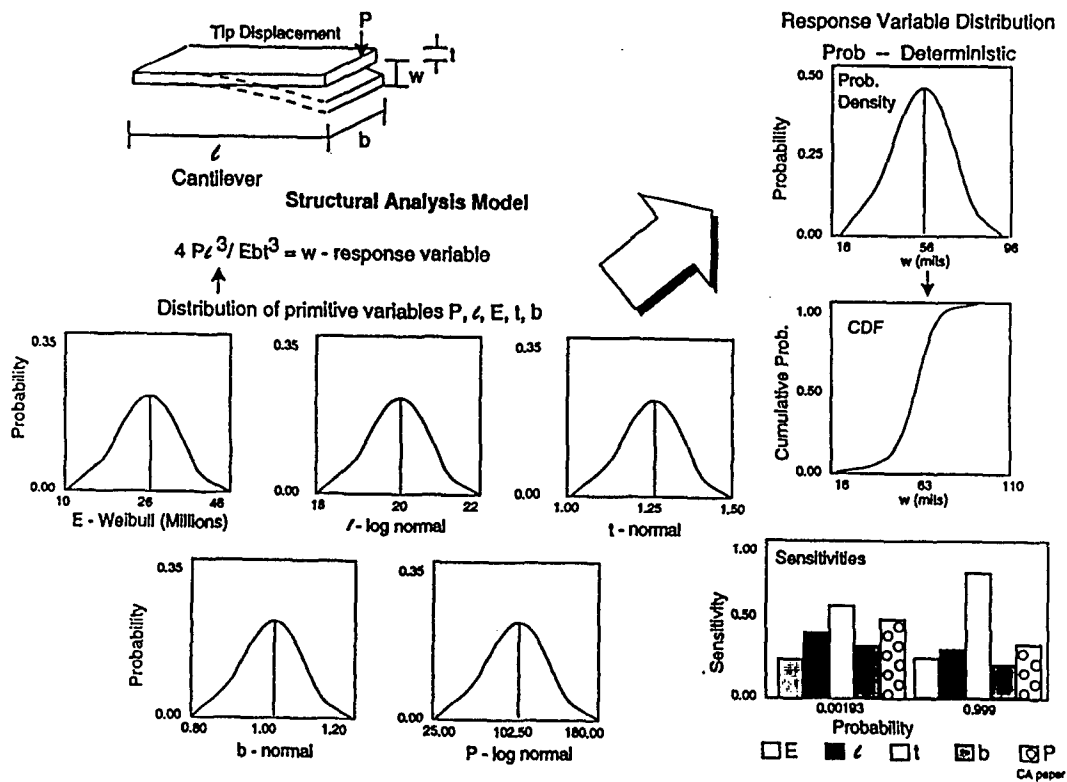 Tip Displacement
P
t
w
b
ℓ
Cantilever
Structural Analysis Model
4 Pℓ³/ Ebt³ = w - response variable
Distribution of primitive variables P, ℓ, E, t, b
Probability
0.35
0.00
10
26
48
E - Weibull (Millions)
0.35
0.00
18
20
22
ℓ - log normal
0.35
0.00
1.00
1.25
1.50
t - normal
Probability
0.35
0.00
0.80
1.00
1.20
b - normal
0.35
0.00
25.00
102.50
180.00
P - log normal
Response Variable Distribution
Prob -- Deterministic
Probability
0.50
0.25
0.00
Prob.
Density
16
56
96
w (mils)
Cumulative Prob.
1.00
0.50
0.00
CDF
16
63
110
w (mils)
Sensitivity
1.00
0.50
0.00
Sensitivities
0.00193
0.999
Probability
E ℓ t b P
CA paper